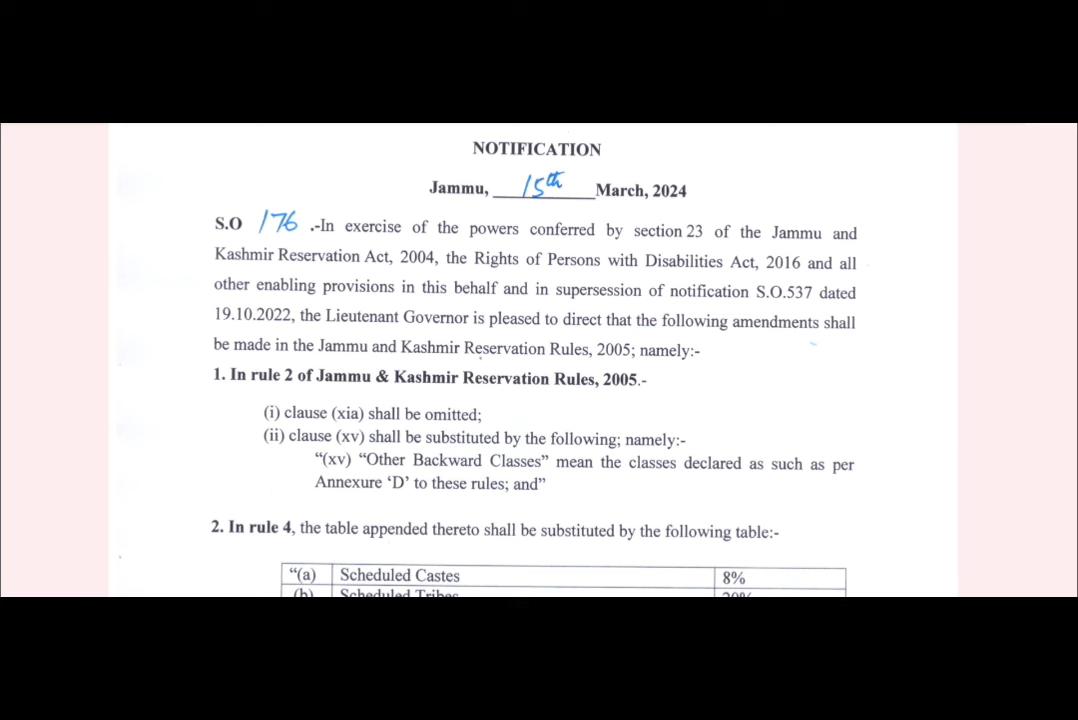 NOTIFICATION
Jammu, 15th March, 2024
S.O 176 .-In exercise of the powers conferred by section 23 of the Jammu and
Kashmir Reservation Act, 2004, the Rights of Persons with Disabilities Act, 2016 and all
other enabling provisions in this behalf and in supersession of notification S.O.537 dated
19.10.2022, the Lieutenant Governor is pleased to direct that the following amendments shall
be made in the Jammu and Kashmir Reservation Rules, 2005; namely:-
1. In rule 2 of Jammu & Kashmir Reservation Rules, 2005.-
(i) clause (xia) shall be omitted;
(ii) clause (xv) shall be substituted by the following; namely:-
“(xv) “Other Backward Classes” mean the classes declared as such as per
Annexure ‘D’ to these rules; and”
2. In rule 4, the table appended thereto shall be substituted by the following table:-
“(a) Scheduled Castes 8%
(b) Scheduled Tribes 20%